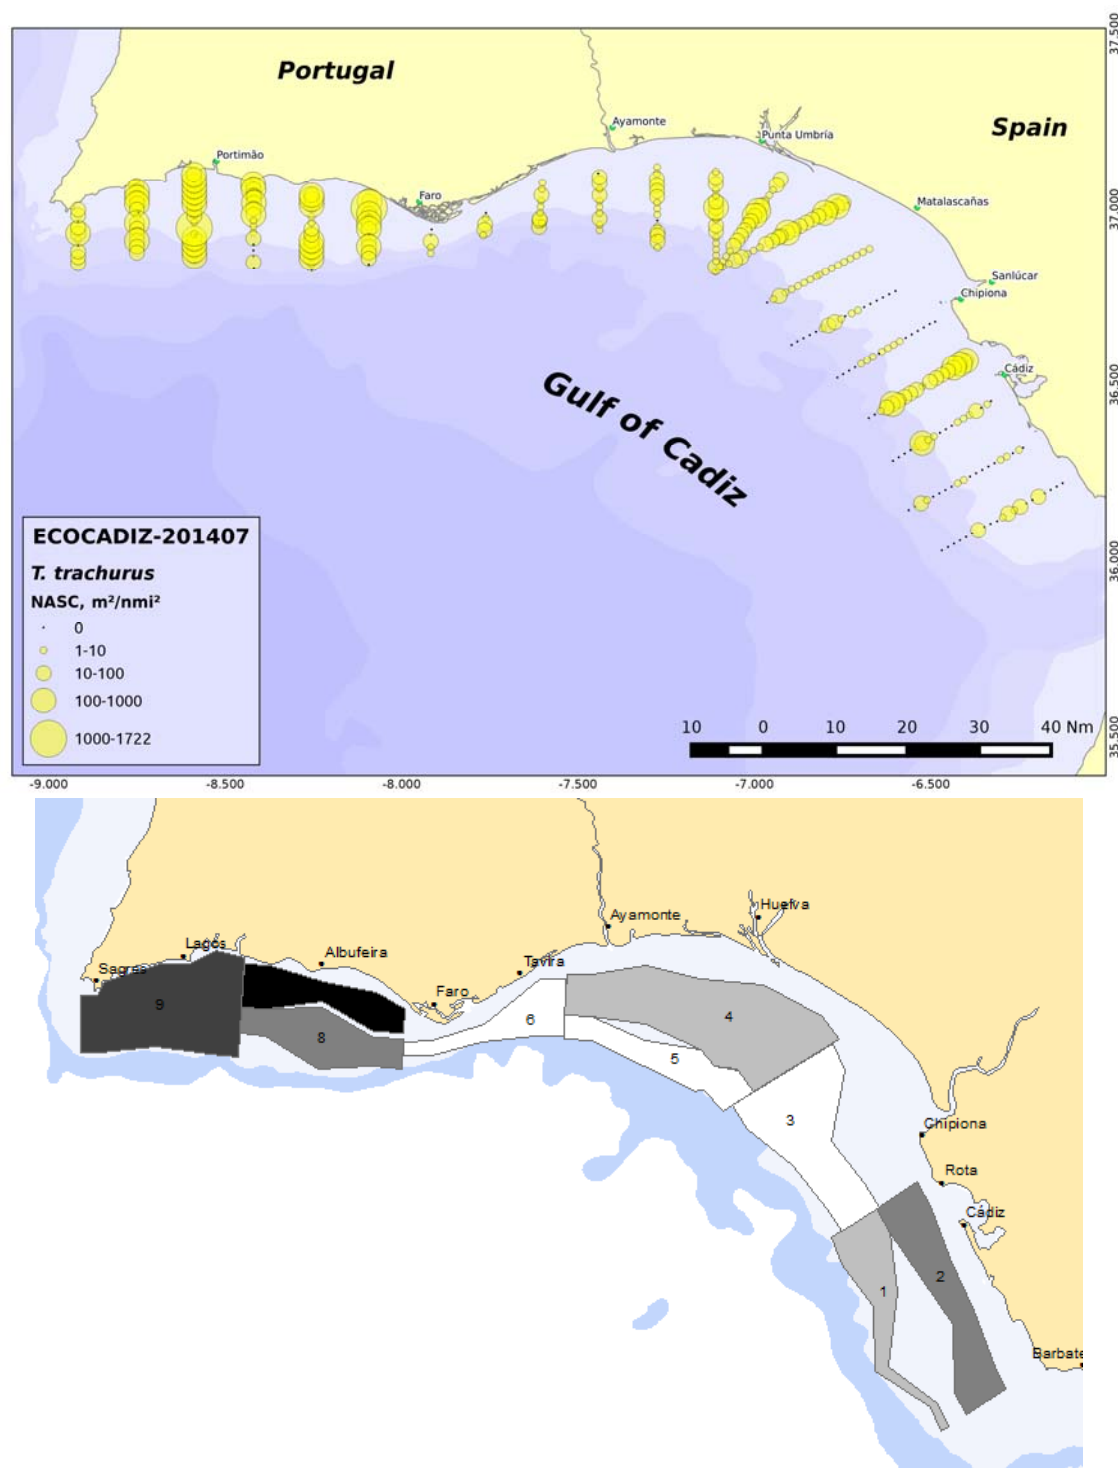 Portugal
Spain
Ayamonte
Punta Umbría
Portimão
Faro
Matalascañas
Sanlúcar
Chipiona
Cádiz
Gulf of Cadiz
ECOCADIZ-201407
T. trachurus
NASC, m²/nmi²
0
1-10
10-100
100-1000
1000-1722
10 0 10 20 30 40 Nm
37.500
37.000
36.500
36.000
35.500
-9.000 -8.500 -8.000 -7.500 -7.000 -6.500
Huelva
Ayamonte
Lagos
Albufeira
Tavira
Sagres
Faro
9
8
6
4
5
3
Chipiona
Rota
Cádiz
2
1
Barbate